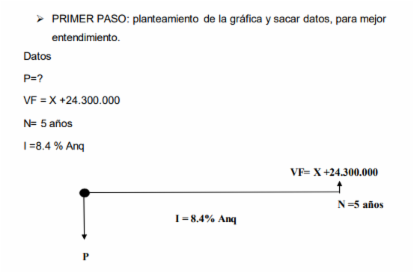 ➢ PRIMER PASO: planteamiento de la gráfica y sacar datos, para mejor
entendimiento.
Datos
P=?
VF = X +24.300.000
N= 5 años
I =8.4 % Anq
VF= X +24.300.000
N =5 años
I = 8.4% Anq
P